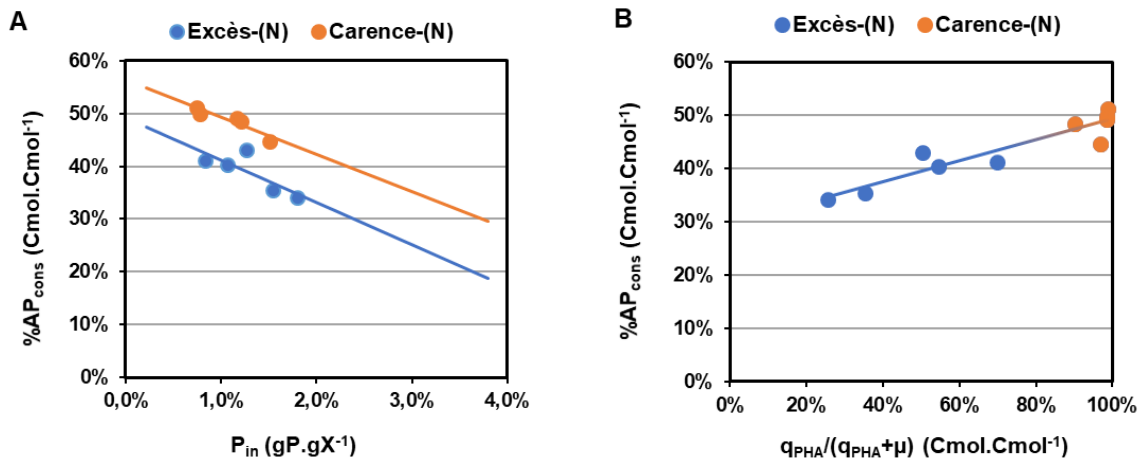 A
Excès-(N) Carence-(N)
60%
50%
40%
30%
20%
10%
0%
0,0% 1,0% 2,0% 3,0% 4,0%
%APcons (Cmol.Cmol-1)
Pin (gP.gX-1)
B
Excès-(N) Carence-(N)
60%
50%
40%
30%
20%
10%
0%
0% 20% 40% 60% 80% 100%
%APcons (Cmol.Cmol-1)
qPHA/(qPHA+μ) (Cmol.Cmol-1)